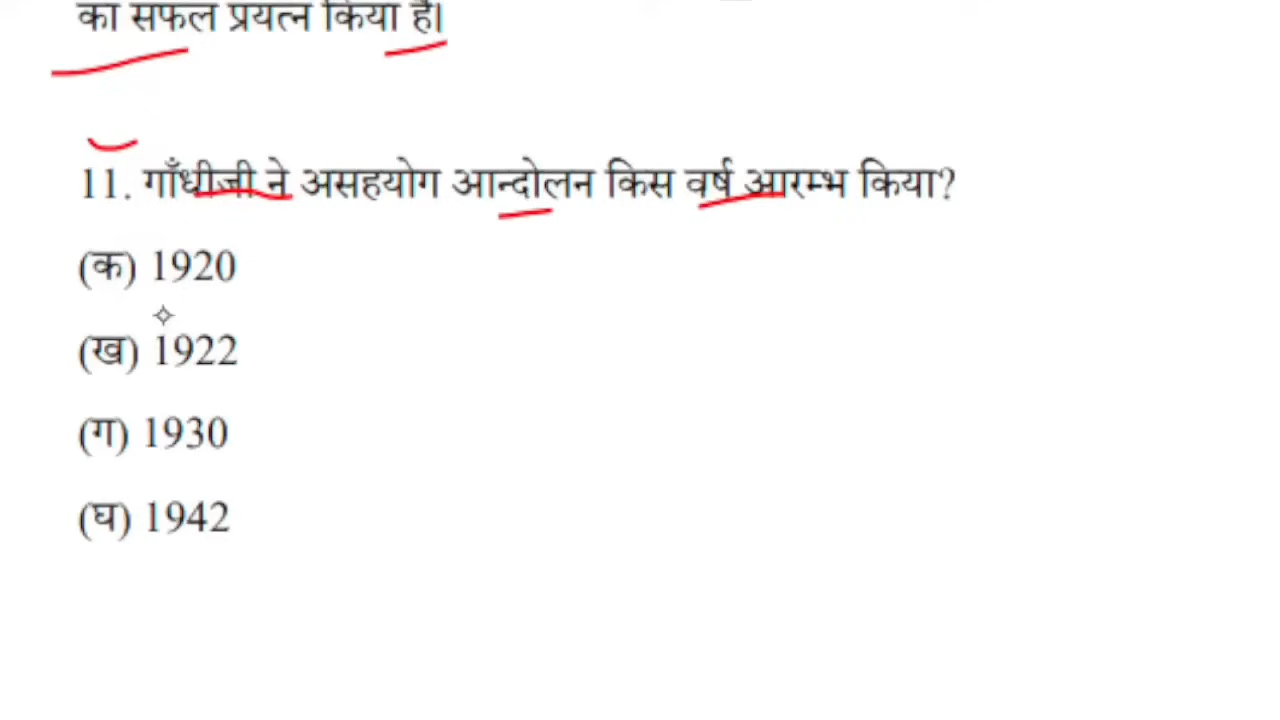 का सफल प्रयत्न किया है।
11. गाँधीजी ने असहयोग आन्दोलन किस वर्ष आरम्भ किया?
(क) 1920
(ख) 1922
(ग) 1930
(घ) 1942